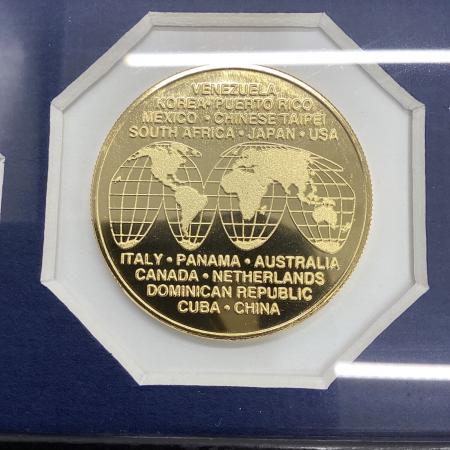 VENEZUELA
KOREA • PUERTO RICO
MEXICO • CHINESE TAIPEI
SOUTH AFRICA • JAPAN • USA
ITALY • PANAMA • AUSTRALIA
CANADA • NETHERLANDS
DOMINICAN REPUBLIC
CUBA • CHINA